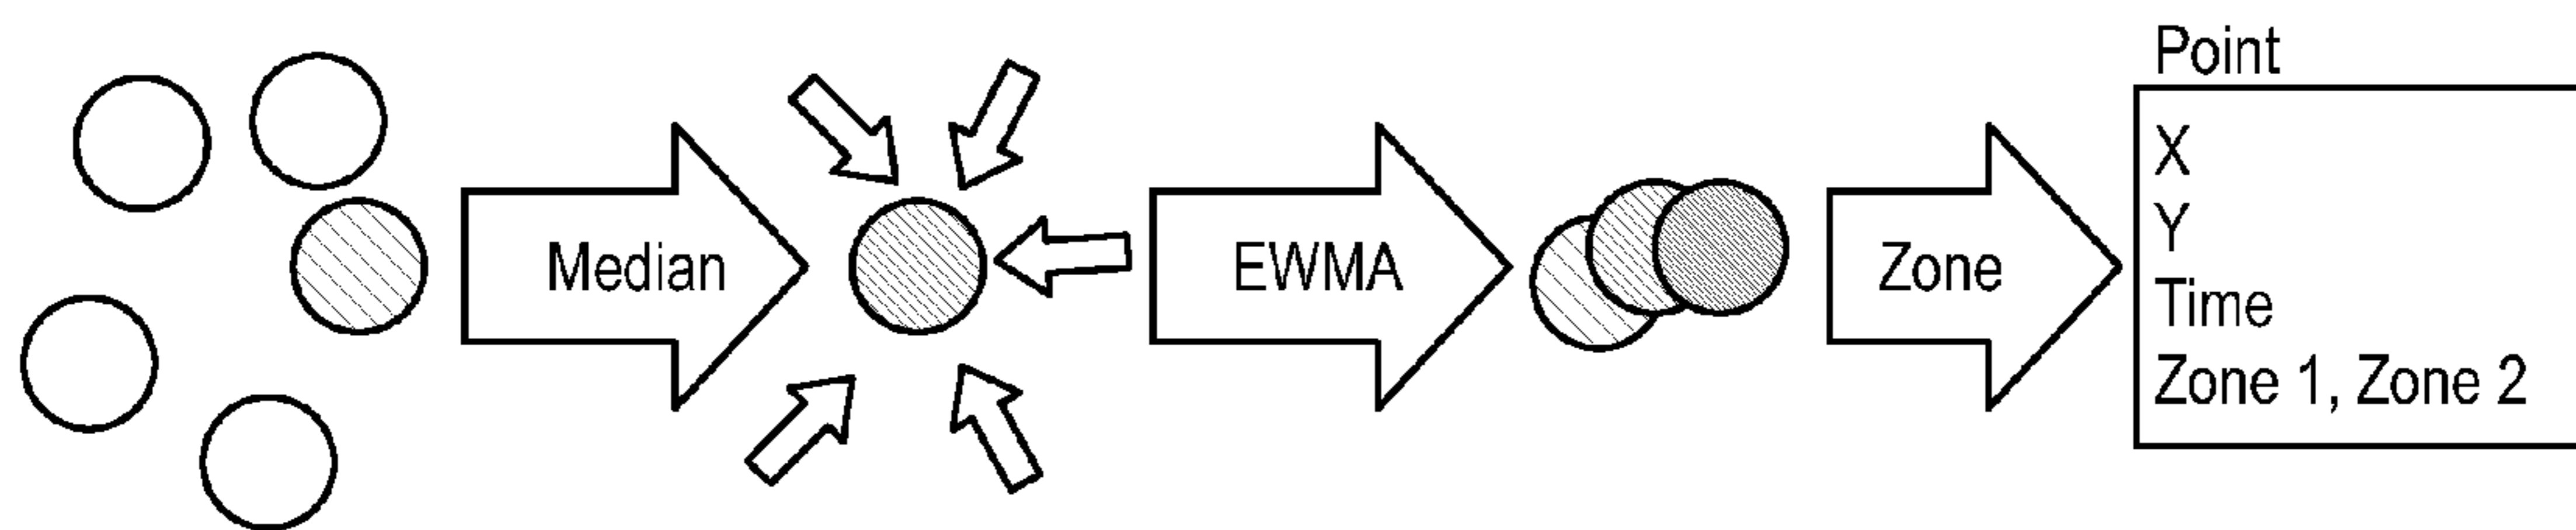 Median
EWMA
Zone
Point
X
Y
Time
Zone 1, Zone 2